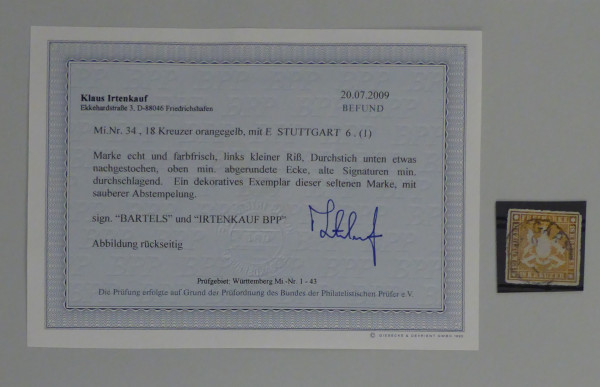 Klaus Irtenkauf
Ekkehardstraße 3, D-88046 Friedrichshafen
20.07.2009
BEFUND
Mi.Nr. 34 , 18 Kreuzer orangegelb, mit F STUTTGART 6 . (1)
Marke echt und farbfrisch, links kleiner Riß, Durchstich unten etwas
nachgestochen, oben min. abgerundete Ecke, alte Signaturen min.
durchschlagend. Ein dekoratives Exemplar dieser seltenen Marke, mit
sauberer Abstempelung.
sign. "BARTELS" und "IRTENKAUF BPP"
Abbildung rückseitig
Prüfgebiet: Württemberg Mi.-Nr. 1 - 43
Die Prüfung erfolgte auf Grund der Prüfordnung des Bundes der Philatelistischen Prüfer e.V.
© GIESECKE & DEVRIENT GMBH